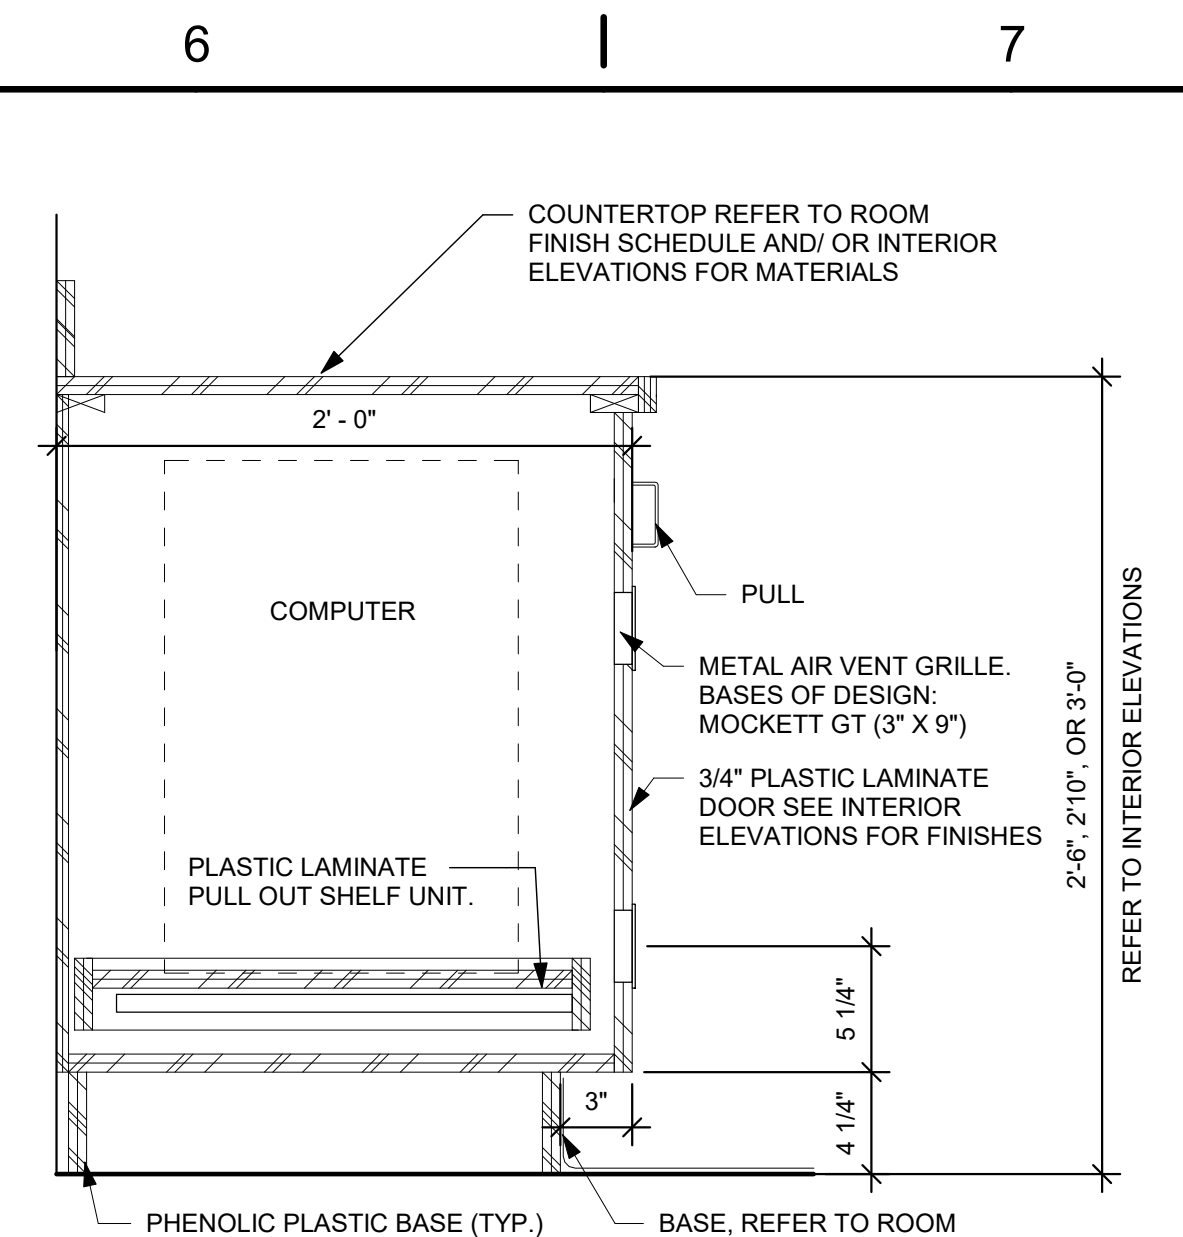 6
7
COUNTERTOP REFER TO ROOM
FINISH SCHEDULE AND/ OR INTERIOR
ELEVATIONS FOR MATERIALS
2' - 0"
COMPUTER
PULL
METAL AIR VENT GRILLE.
BASES OF DESIGN:
MOCKETT GT (3" X 9")
3/4" PLASTIC LAMINATE
DOOR SEE INTERIOR
ELEVATIONS FOR FINISHES
2'-6", 2'10", OR 3'-0"
REFER TO INTERIOR ELEVATIONS
PLASTIC LAMINATE
PULL OUT SHELF UNIT.
5 1/4"
3"
4 1/4"
PHENOLIC PLASTIC BASE (TYP.)
BASE, REFER TO ROOM